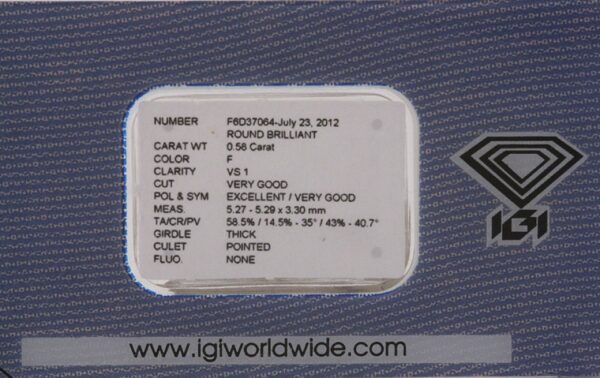 NUMBER F6D37064-July 23, 2012
ROUND BRILLIANT
CARAT WT 0.56 Carat
COLOR F
CLARITY VS 1
CUT VERY GOOD
POL & SYM EXCELLENT / VERY GOOD
MEAS. 5.27 - 5.29 x 3.30 mm
TA/CR/PV 58.5% / 14.5% - 35° / 43% - 40.7°
GIRDLE THICK
CULET POINTED
FLUO. NONE
IGI
www.igiworldwide.com